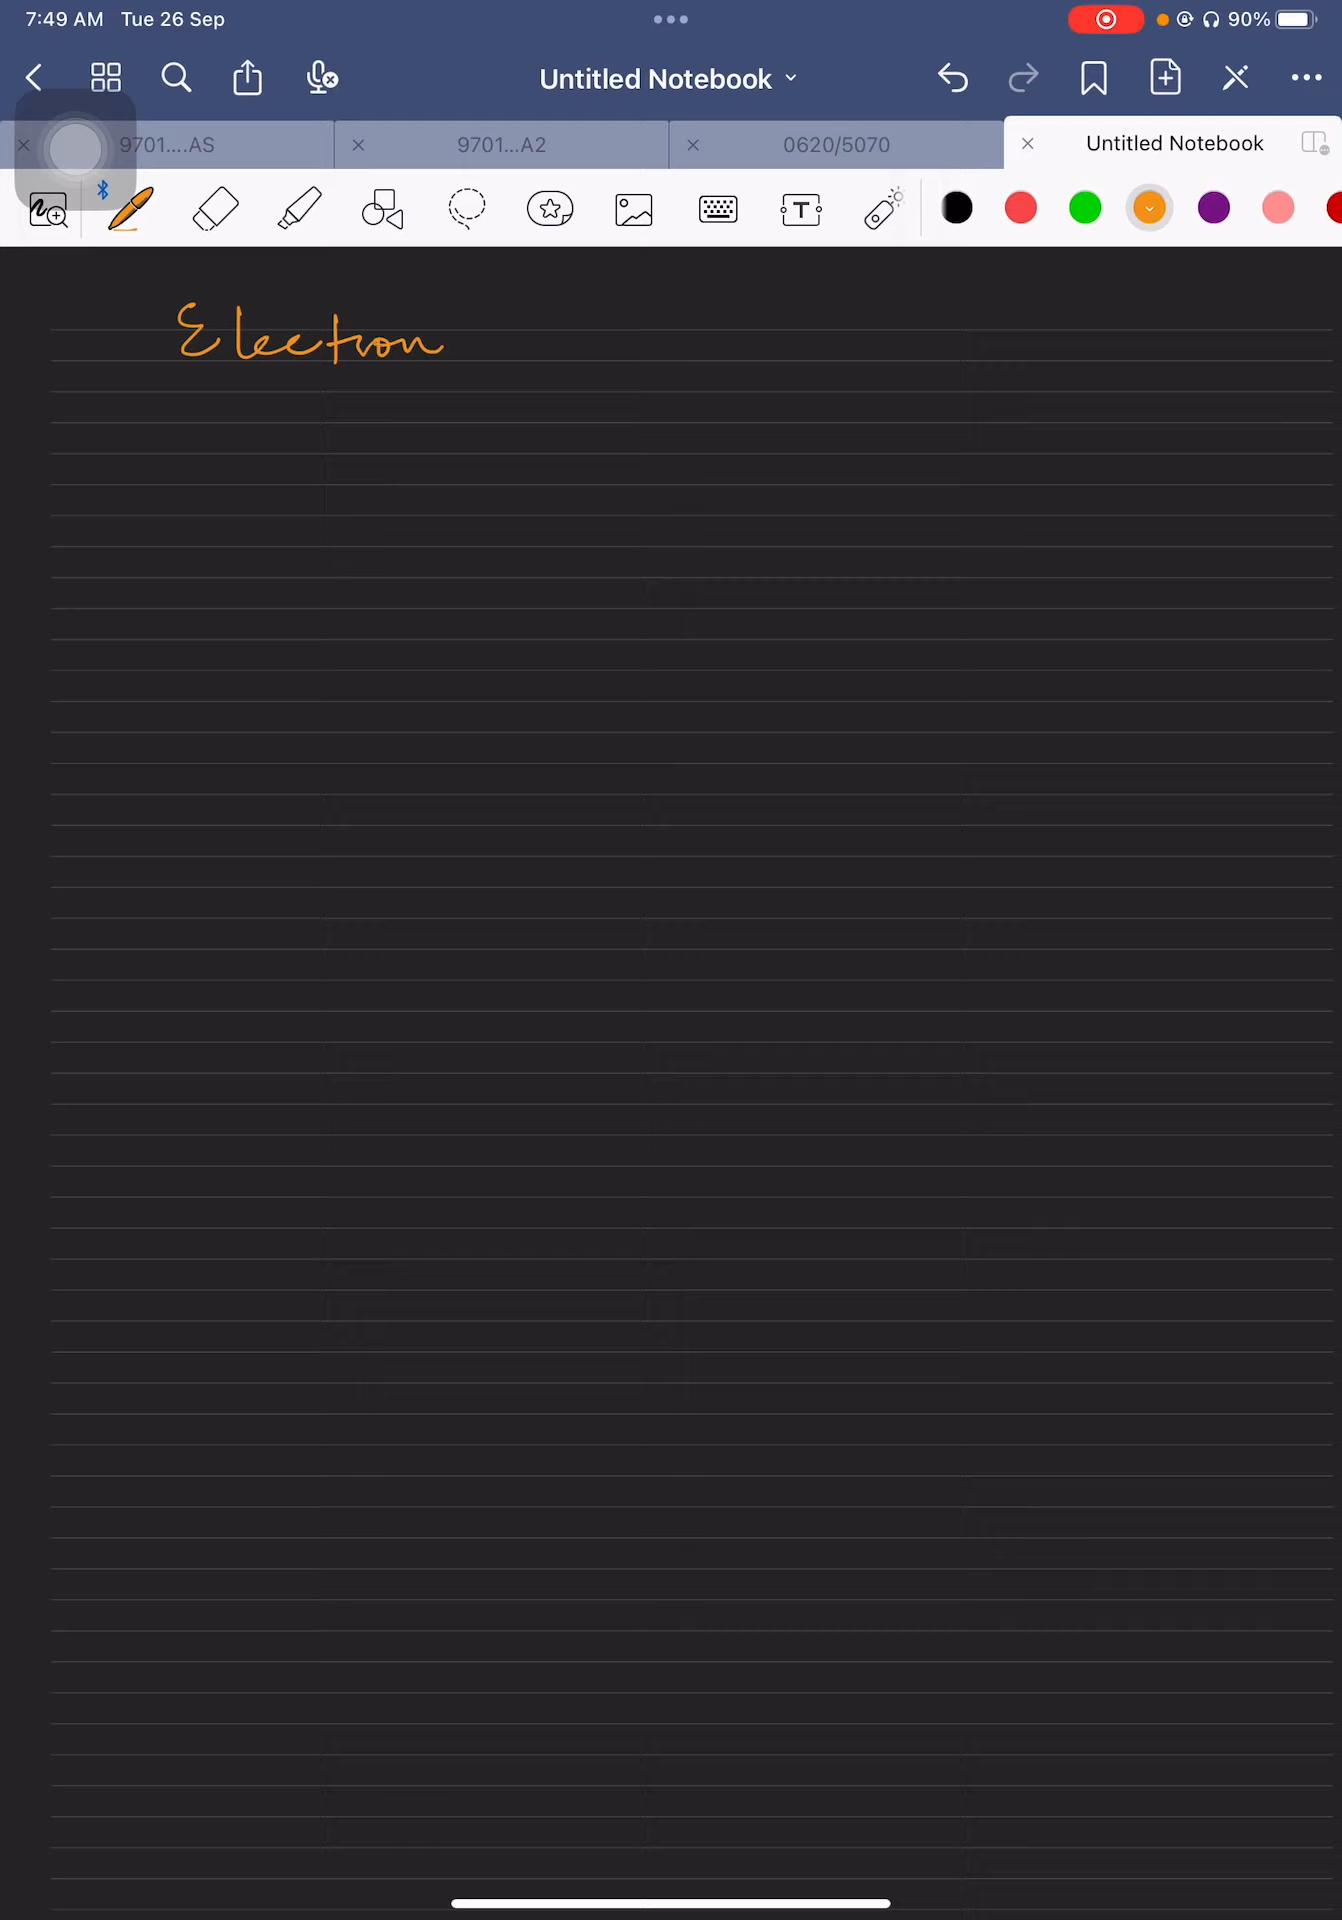 7:49 AM Tue 26 Sep
90%
Untitled Notebook
9701....AS
9701...A2
0620/5070
Untitled Notebook
T
Electron